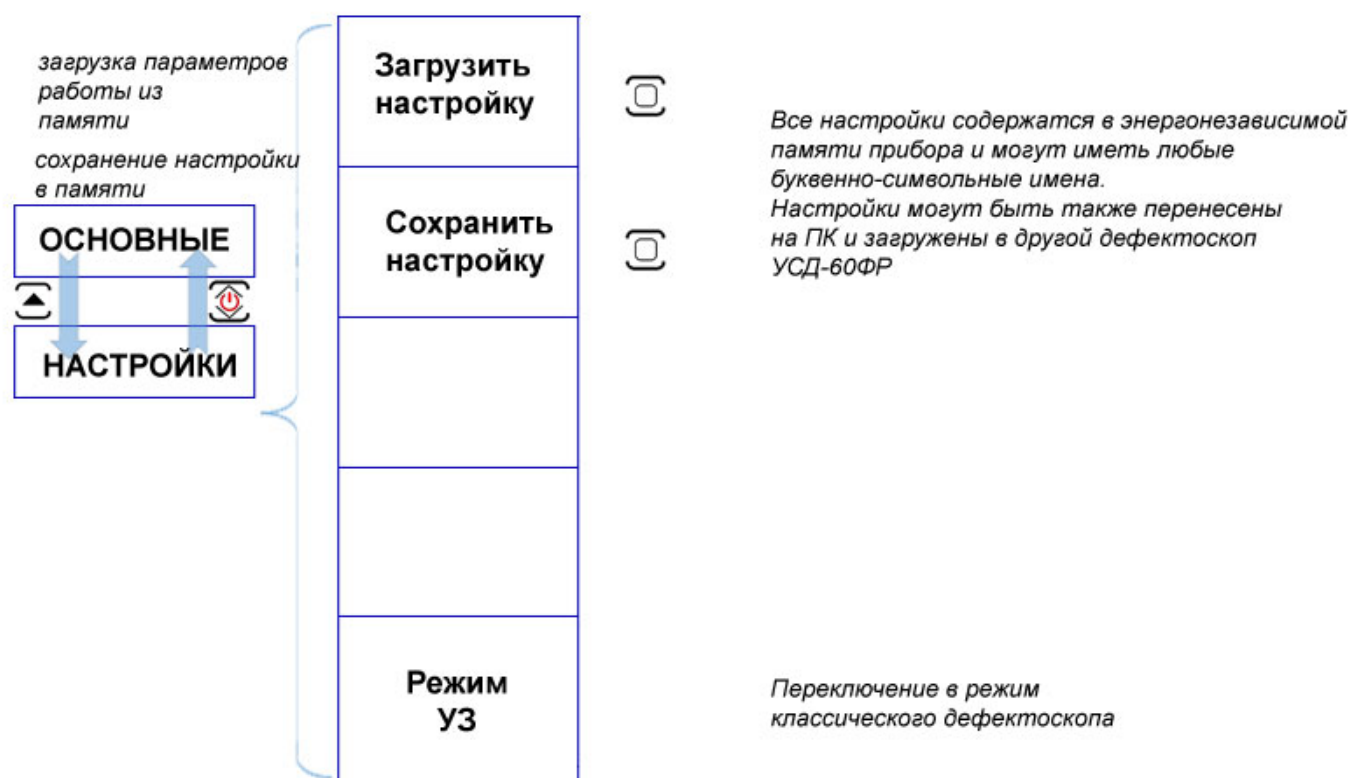 загрузка параметров
работы из
памяти
сохранение настройки
в памяти
ОСНОВНЫЕ
НАСТРОЙКИ
Загрузить
настройку
Сохранить
настройку
Режим
УЗ
Все настройки содержатся в энергонезависимой
памяти прибора и могут иметь любые
буквенно-символьные имена.
Настройки могут быть также перенесены
на ПК и загружены в другой дефектоскоп
УСД-60ФР
Переключение в режим
классического дефектоскопа